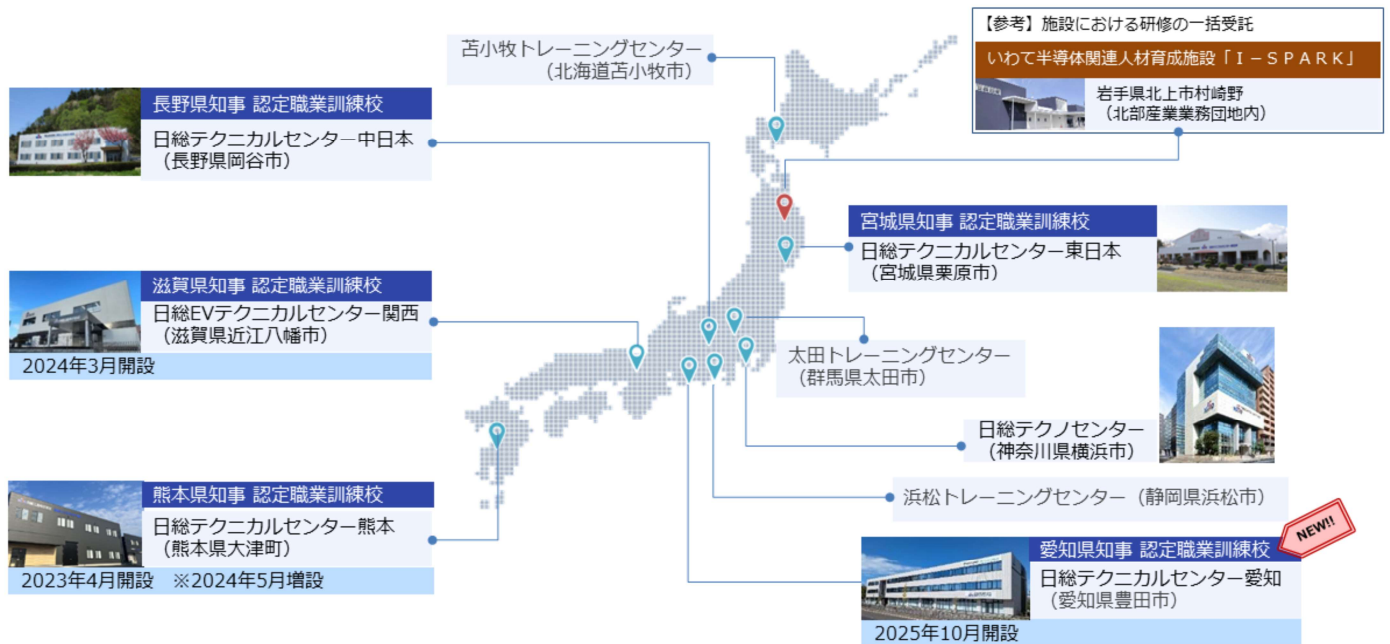 【参考】施設における研修の一括受託
いわて半導体関連人材育成施設「Ｉ－ＳＰＡＲＫ」
岩手県北上市村崎野
（北部産業業務団地内）
苫小牧トレーニングセンター
（北海道苫小牧市）
長野県知事 認定職業訓練校
日総テクニカルセンター中日本
（長野県岡谷市）
宮城県知事 認定職業訓練校
日総テクニカルセンター東日本
（宮城県栗原市）
滋賀県知事 認定職業訓練校
日総EVテクニカルセンター関西
（滋賀県近江八幡市）
2024年3月開設
太田トレーニングセンター
（群馬県太田市）
日総テクノセンター
（神奈川県横浜市）
浜松トレーニングセンター（静岡県浜松市）
熊本県知事 認定職業訓練校
日総テクニカルセンター熊本
（熊本県大津町）
2023年4月開設　※2024年5月増設
NEW!!
愛知県知事 認定職業訓練校
日総テクニカルセンター愛知
（愛知県豊田市）
2025年10月開設